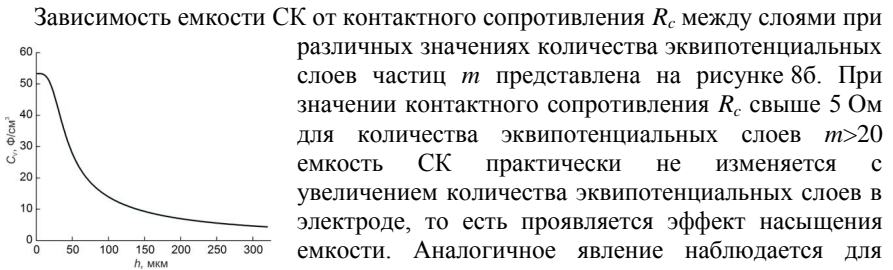 Зависимость емкости СК от контактного сопротивления Rc между слоями при
различных значениях количества эквипотенциальных
слоев частиц m представлена на рисунке 8б. При
значении контактного сопротивления Rc свыше 5 Ом
для количества эквипотенциальных слоев m>20
емкость СК практически не изменяется с
увеличением количества эквипотенциальных слоев в
электроде, то есть проявляется эффект насыщения
емкости. Аналогичное явление наблюдается для
60
50
40
30
20
10
0
Cv, Ф/см³
0 50 100 150 200 250 300
h, мкм